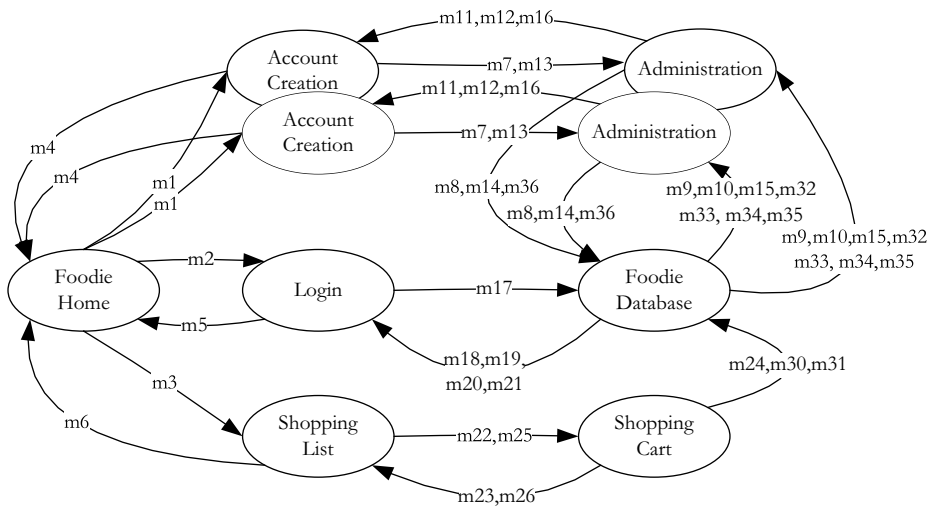 m11,m12,m16
Account
Creation
m7,m13
Administration
m11,m12,m16
Account
Creation
m7,m13
Administration
m4
m4
m1
m1
m8,m14,m36
m8,m14,m36
m9,m10,m15,m32
m33, m34,m35
m9,m10,m15,m32
m33, m34,m35
Foodie
Home
m2
Login
m17
Foodie
Database
m5
m18,m19,
m20,m21
m24,m30,m31
m3
m6
Shopping
List
m22,m25
Shopping
Cart
m23,m26